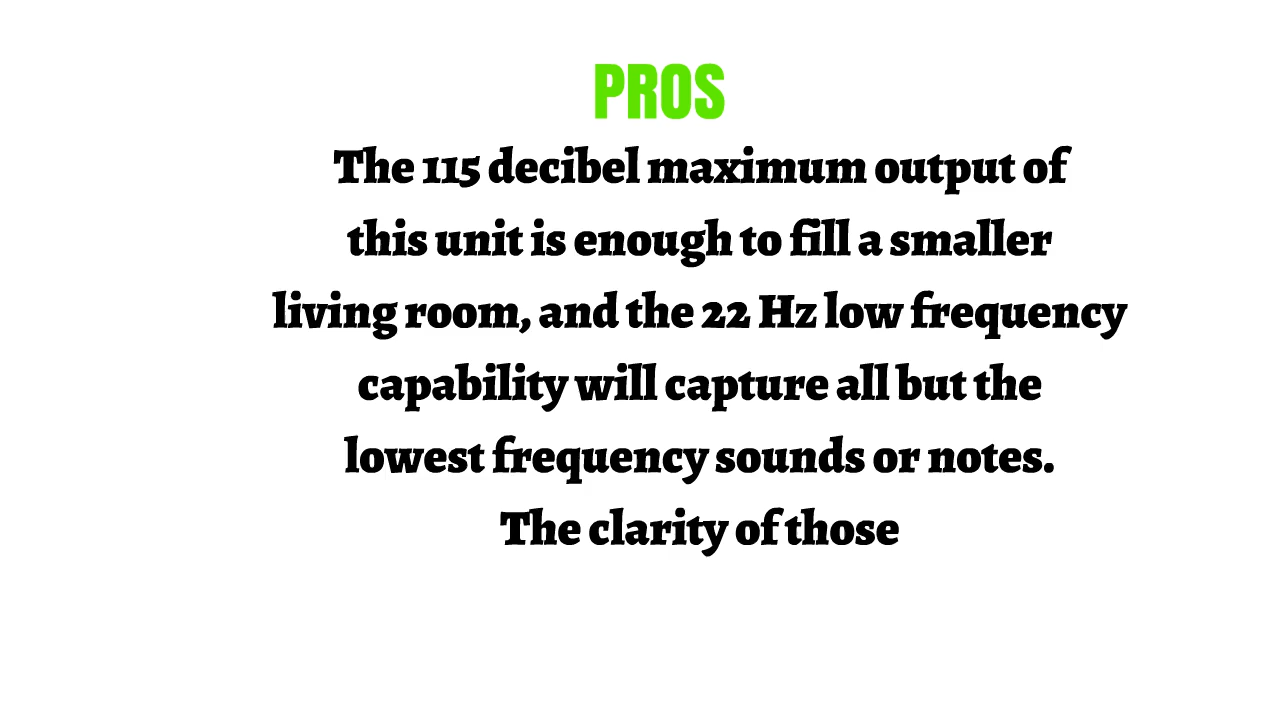 PROS
The 115 decibel maximum output of
this unit is enough to fill a smaller
living room, and the 22 Hz low frequency
capability will capture all but the
lowest frequency sounds or notes.
The clarity of those